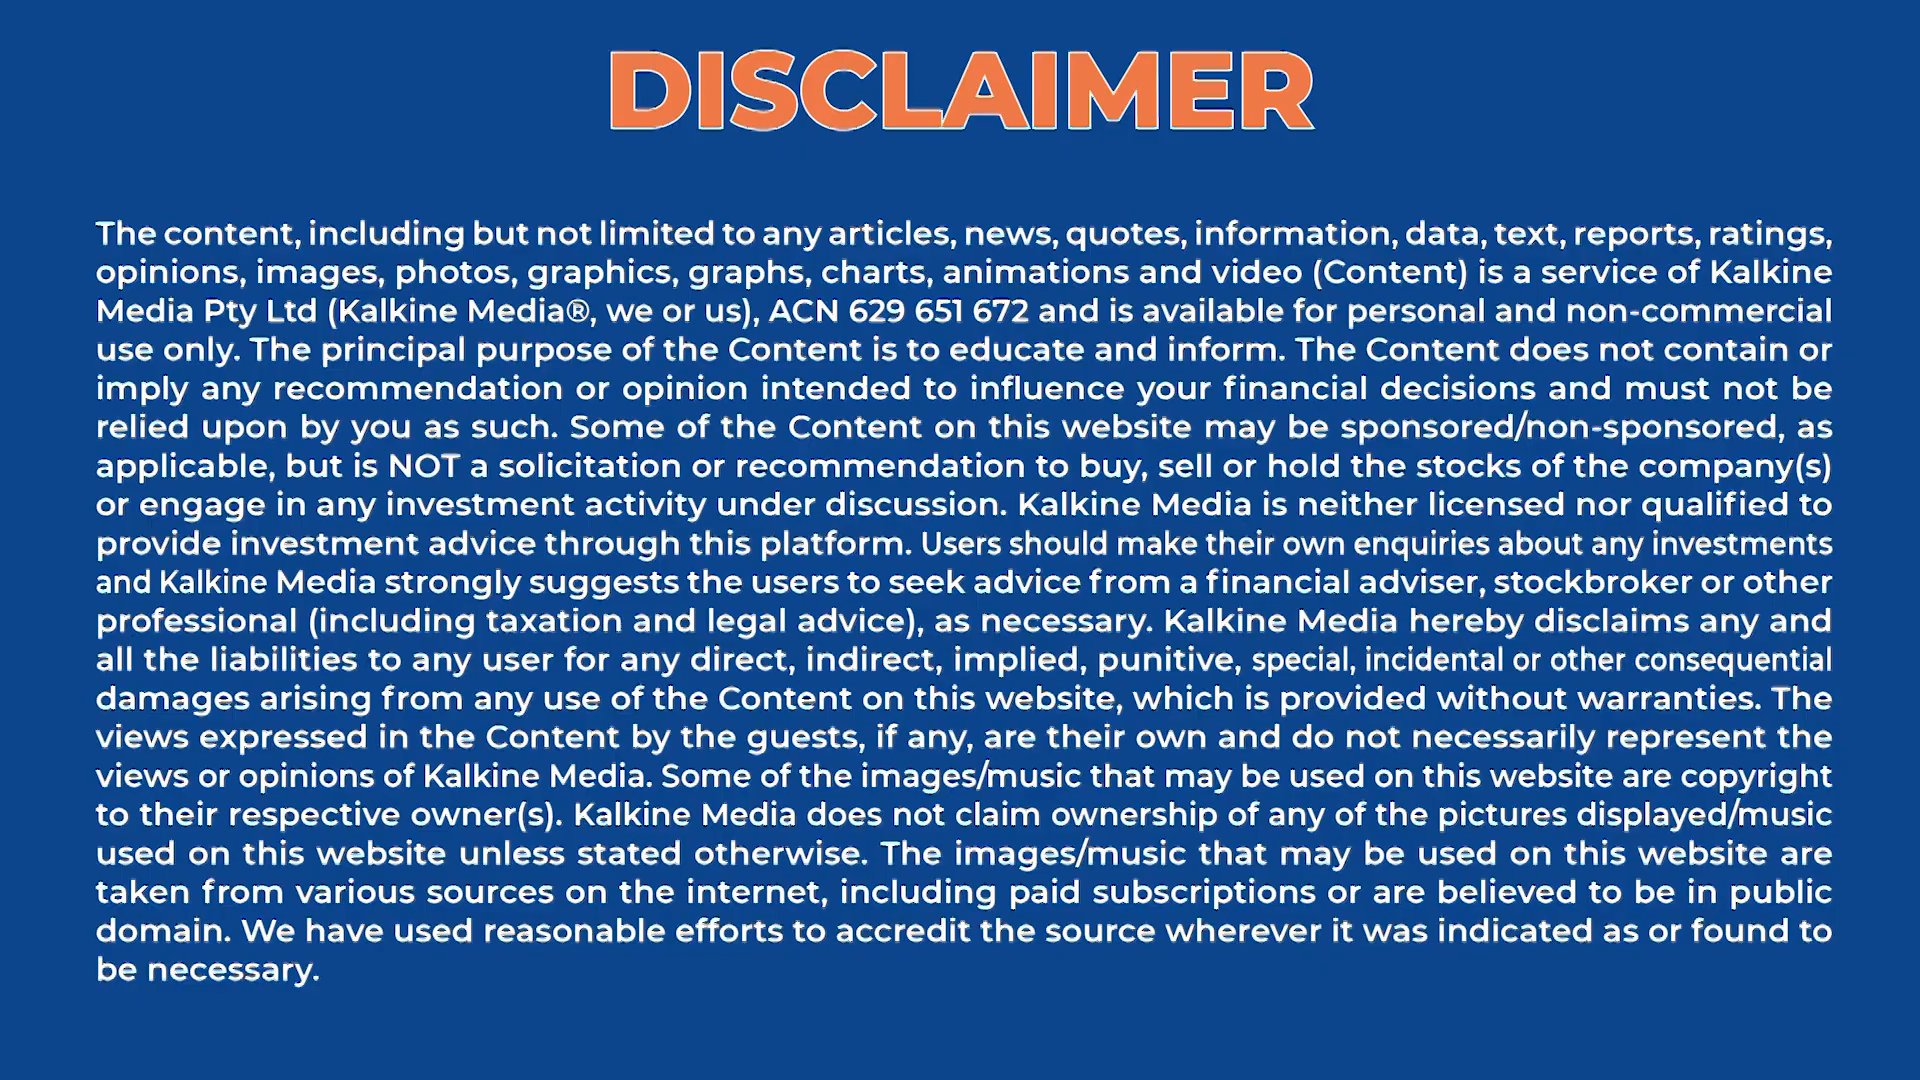 DISCLAIMER
The content, including but not limited to any articles, news, quotes, information, data, text, reports, ratings,
opinions, images, photos, graphics, graphs, charts, animations and video (Content) is a service of Kalkine
Media Pty Ltd (Kalkine Media®, we or us), ACN 629 651 672 and is available for personal and non-commercial
use only. The principal purpose of the Content is to educate and inform. The Content does not contain or
imply any recommendation or opinion intended to influence your financial decisions and must not be
relied upon by you as such. Some of the Content on this website may be sponsored/non-sponsored, as
applicable, but is NOT a solicitation or recommendation to buy, sell or hold the stocks of the company(s)
or engage in any investment activity under discussion. Kalkine Media is neither licensed nor qualified to
provide investment advice through this platform. Users should make their own enquiries about any investments
and Kalkine Media strongly suggests the users to seek advice from a financial adviser, stockbroker or other
professional (including taxation and legal advice), as necessary. Kalkine Media hereby disclaims any and
all the liabilities to any user for any direct, indirect, implied, punitive, special, incidental or other consequential
damages arising from any use of the Content on this website, which is provided without warranties. The
views expressed in the Content by the guests, if any, are their own and do not necessarily represent the
views or opinions of Kalkine Media. Some of the images/music that may be used on this website are copyright
to their respective owner(s). Kalkine Media does not claim ownership of any of the pictures displayed/music
used on this website unless stated otherwise. The images/music that may be used on this website are
taken from various sources on the internet, including paid subscriptions or are believed to be in public
domain. We have used reasonable efforts to accredit the source wherever it was indicated as or found to
be necessary.